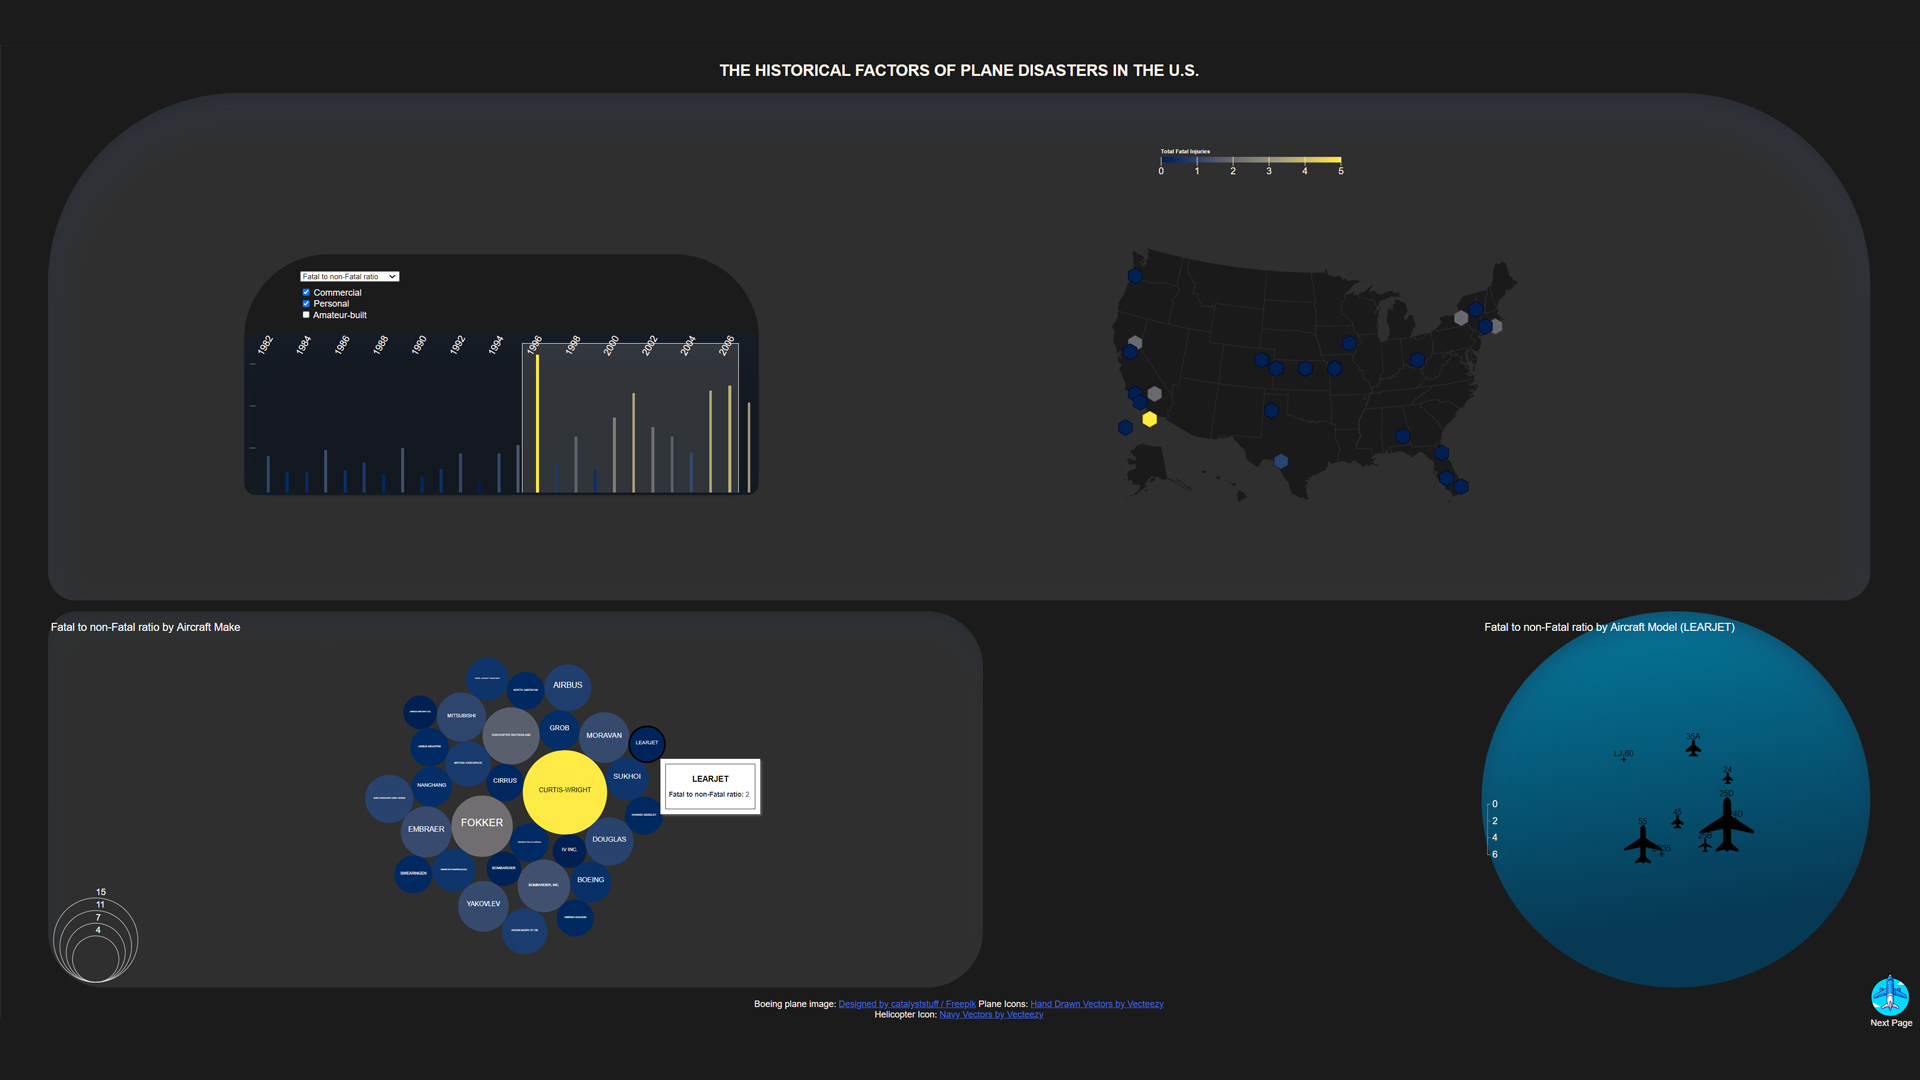 THE HISTORICAL FACTORS OF PLANE DISASTERS IN THE U.S.
Total Fatal Injuries
0 1 2 3 4 5
Fatal to non-Fatal ratio
Commercial
Personal
Amateur-built
1982 1984 1986 1988 1990 1992 1994 1996 1998 2000 2002 2004 2006
Fatal to non-Fatal ratio by Aircraft Make
AIRBUS
MITSUBISHI
GROB
MORAVAN
LEARJET
SUKHOI
CIRRUS
NANCHANG
CURTIS-WRIGHT
FOKKER
EMBRAER
DOUGLAS
IV INC.
BOMBARDIER
SWEARINGEN
BOMBARDIER, INC.
BOEING
YAKOVLEV
LEARJET
Fatal to non-Fatal ratio: 2
15
11
7
4
Fatal to non-Fatal ratio by Aircraft Model (LEARJET)
35A
LJ-60
24
25D
45
55
0
2
4
6
Boeing plane image: Designed by catalyststuff / Freepik Plane Icons: Hand Drawn Vectors by Vecteezy
Helicopter Icon: Navy Vectors by Vecteezy
Next Page